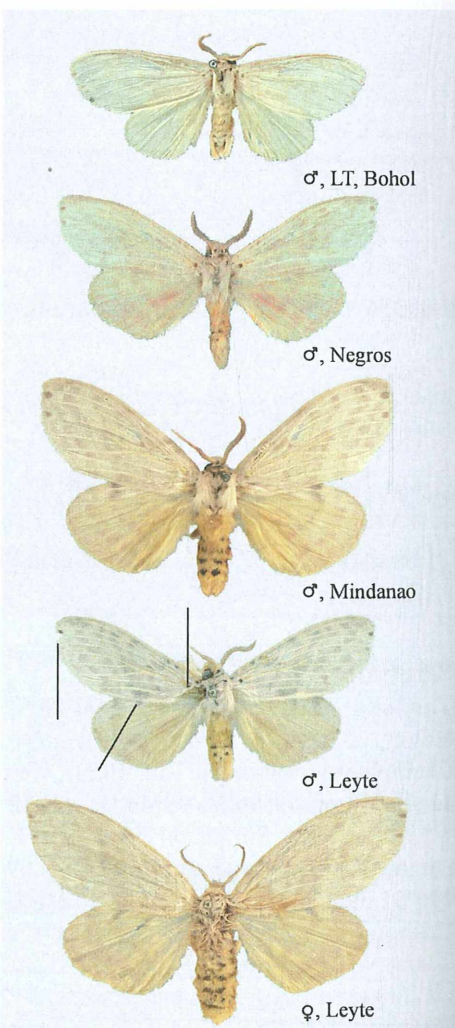 ♂, LT, Bohol
♂, Negros
♂, Mindanao
♂, Leyte
♀, Leyte